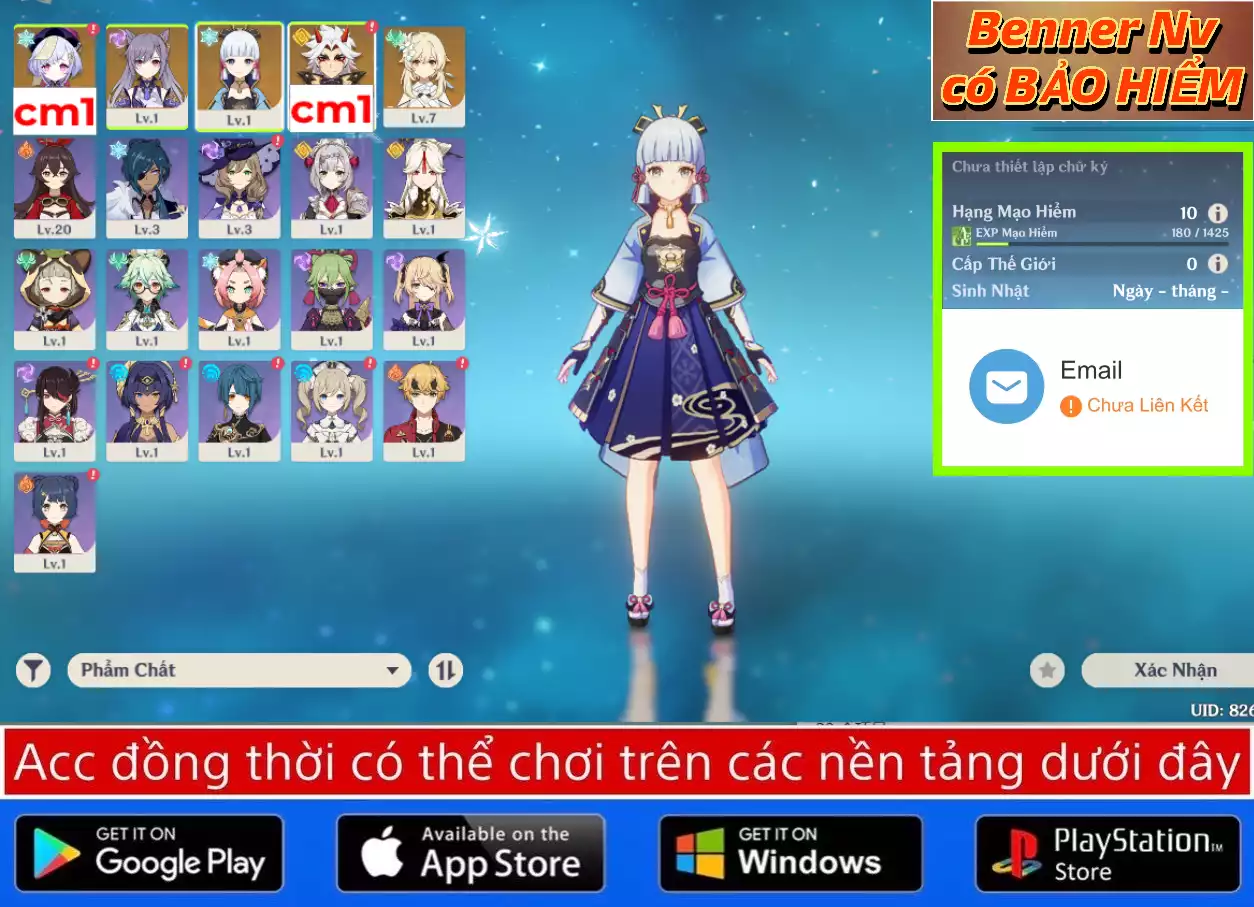 Benner Nv
có BẢO HIỂM
cm1
Lv.1
Lv.1
cm1
Lv.7
Lv.20
Lv.3
Lv.3
Lv.1
Lv.1
Lv.1
Lv.1
Lv.1
Lv.1
Lv.1
Lv.1
Lv.1
Lv.1
Lv.1
Lv.1
Lv.1
Chưa thiết lập chữ ký
Hạng Mạo Hiểm 10
EXP Mạo Hiểm 180 / 1425
Cấp Thế Giới 0
Sinh Nhật Ngày - tháng -
Email
Chưa Liên Kết
Phẩm Chất
Xác Nhận
UID: 826
Acc đồng thời có thể chơi trên các nền tảng dưới đây
GET IT ON
Google Play
Available on the
App Store
GET IT ON
Windows
PlayStation™
Store